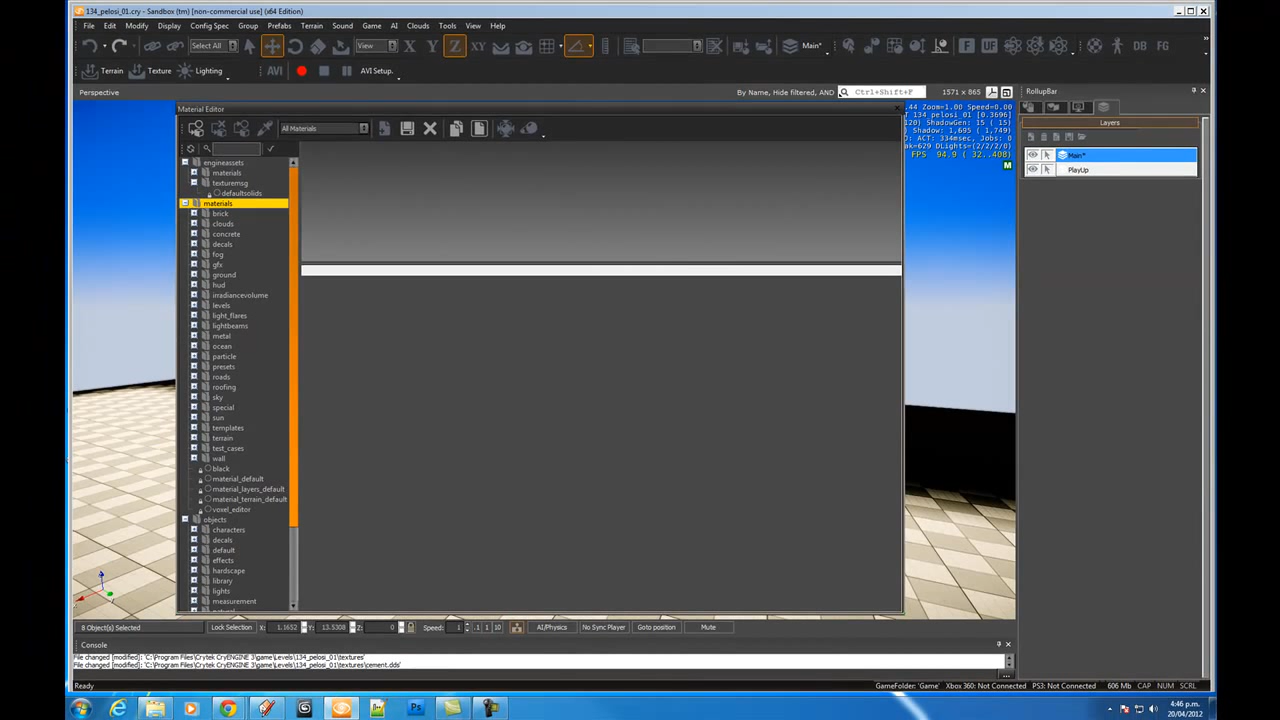 134_pelosi_01.cry - Sandbox (tm) [non-commercial use] (x64 Edition)
File Edit Modify Display Config Spec Group Prefabs Terrain Sound Game AI Clouds Tools View Help
Select All View X Y Z XY Main* F UF DB FG
Terrain Texture Lighting AVI AVI Setup.
Perspective By Name, Hide filtered, AND Ctrl+Shift+F 1571 x 865 RollupBar
Material Editor
.44 Zoom=1.00 Speed=0.00
T 134_pelosi_01 [0.3696]
120) ShadowGen: 15 ( 15)
Shadow: 1,695 ( 1,749)
ACT: 334msec, Jobs: 0
ak=629 DLights=(2/2/2/0)
FPS 94.9 ( 32..408)
M
Layers
Main*
PlayUp
All Materials
engineassets
materials
texturemsg
defaultsolids
materials
brick
clouds
concrete
decals
fog
gfx
ground
hud
irradiancevolume
levels
light_flares
lightbeams
metal
ocean
particle
presets
roads
roofing
sky
special
sun
templates
terrain
test_cases
wall
black
material_default
material_layers_default
material_terrain_default
voxel_editor
objects
characters
decals
default
effects
hardscape
library
lights
measurement
8 Object(s) Selected Lock Selection X: 1.1652 Y: 13.5308 Z: 0 Speed: 1 .1 1 10 AI/Physics No Sync Player Goto position Mute
Console
File changed [modified]: 'C:\Program Files\Crytek CryENGINE 3\game\Levels\134_pelosi_01\textures'
File changed [modified]: 'C:\Program Files\Crytek CryENGINE 3\game\Levels\134_pelosi_01\textures\cement.dds'
Ready GameFolder: 'Game' Xbox 360: Not Connected PS3: Not Connected 606 Mb CAP NUM SCRL
Ps
4:46 p.m.
20/04/2012